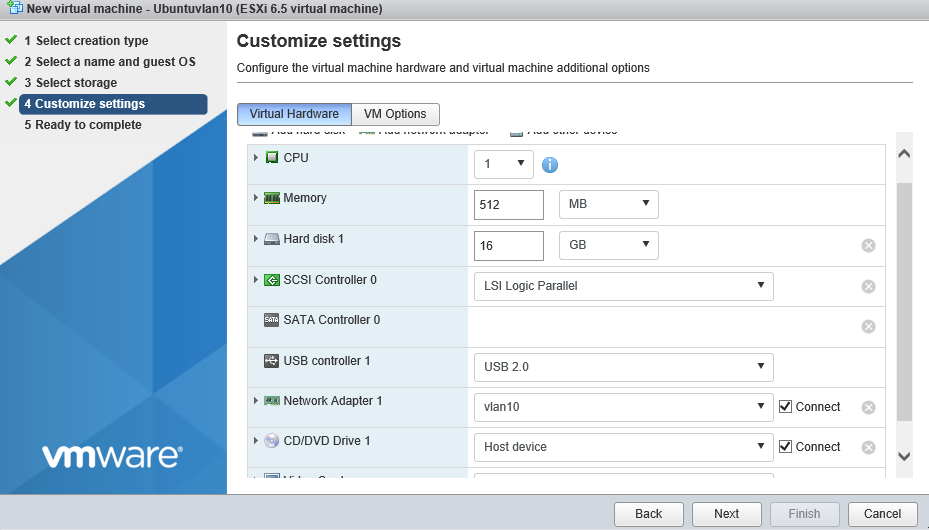 New virtual machine - Ubuntuvlan10 (ESXi 6.5 virtual machine)
1 Select creation type
2 Select a name and guest OS
3 Select storage
4 Customize settings
5 Ready to complete
vmware®
Customize settings
Configure the virtual machine hardware and virtual machine additional options
Virtual Hardware VM Options
Add hard disk Add network adapter Add other device
CPU 1
Memory 512 MB
Hard disk 1 16 GB
SCSI Controller 0 LSI Logic Parallel
SATA SATA Controller 0
USB controller 1 USB 2.0
Network Adapter 1 vlan10 Connect
CD/DVD Drive 1 Host device Connect
Back Next Finish Cancel